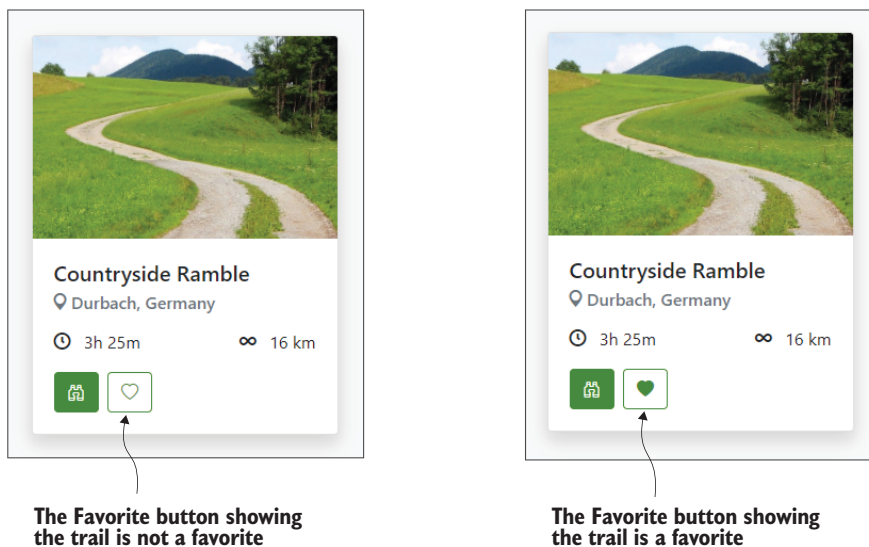 Countryside Ramble
Durbach, Germany
3h 25m 16 km
The Favorite button showing
the trail is not a favorite
Countryside Ramble
Durbach, Germany
3h 25m 16 km
The Favorite button showing
the trail is a favorite